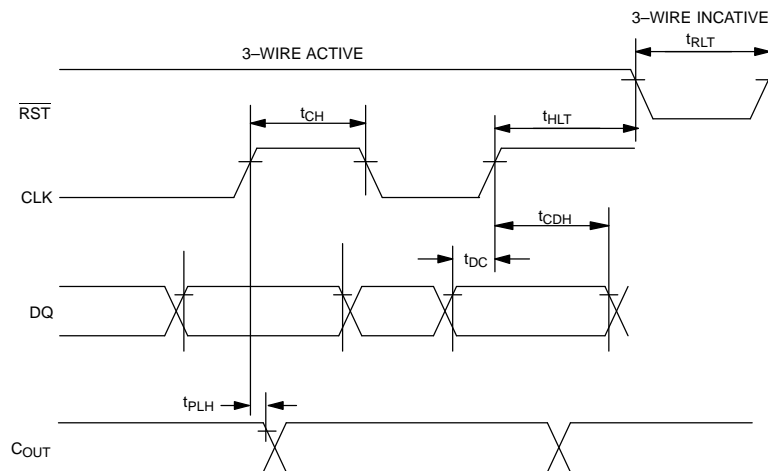 3–WIRE INCATIVE
3–WIRE ACTIVE
tRLT
RST
tCH
tHLT
CLK
tCDH
tDC
DQ
tPLH
COUT